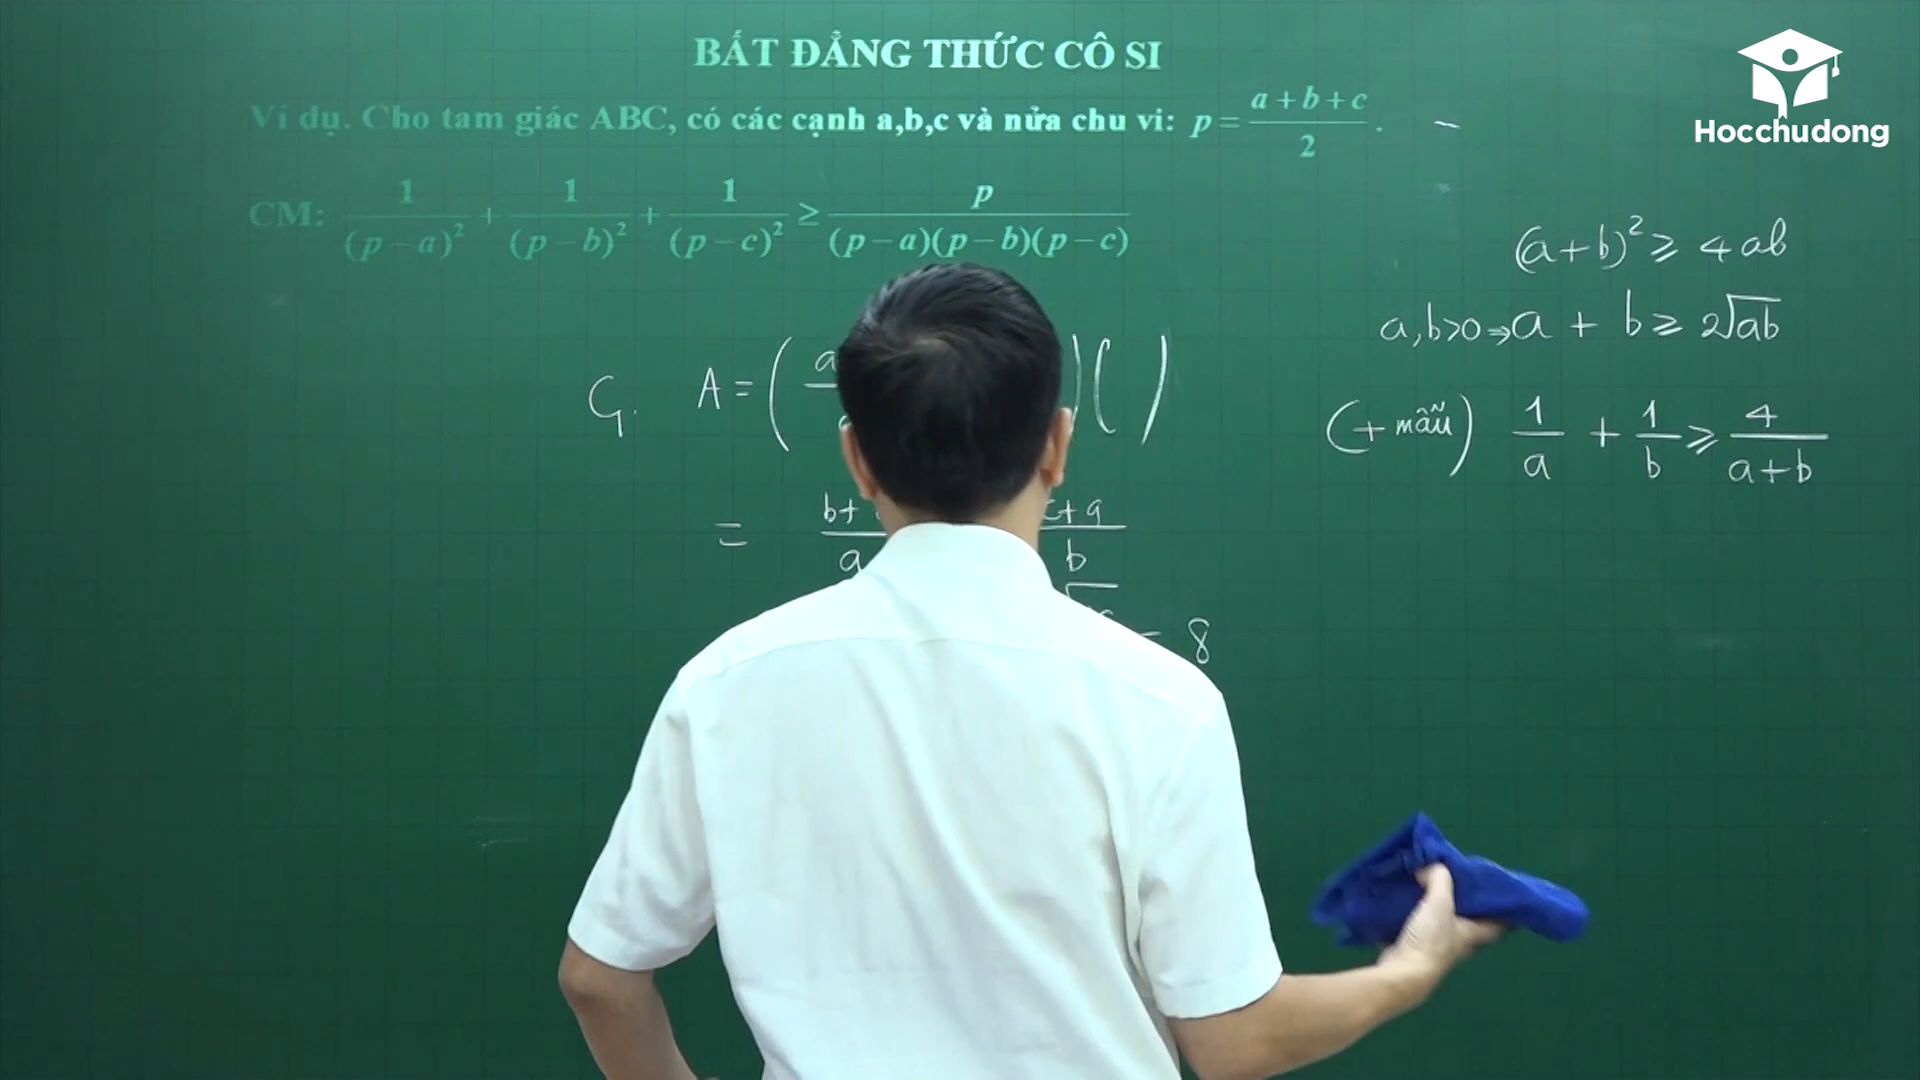 BẤT ĐẲNG THỨC CÔ SI
Ví dụ. Cho tam giác ABC, có các cạnh a,b,c và nửa chu vi: p = (a+b+c)/2.
CM: 1/(p−a)² + 1/(p−b)² + 1/(p−c)² ≥ p/((p−a)(p−b)(p−c))
Hocchudong
(a+b)² ≥ 4ab
a,b>0 ⇒ a + b ≥ 2√ab
(+ mẫu) 1/a + 1/b ≥ 4/(a+b)
G. A = ( a )( )
= b+ /a c+a/b
= 8